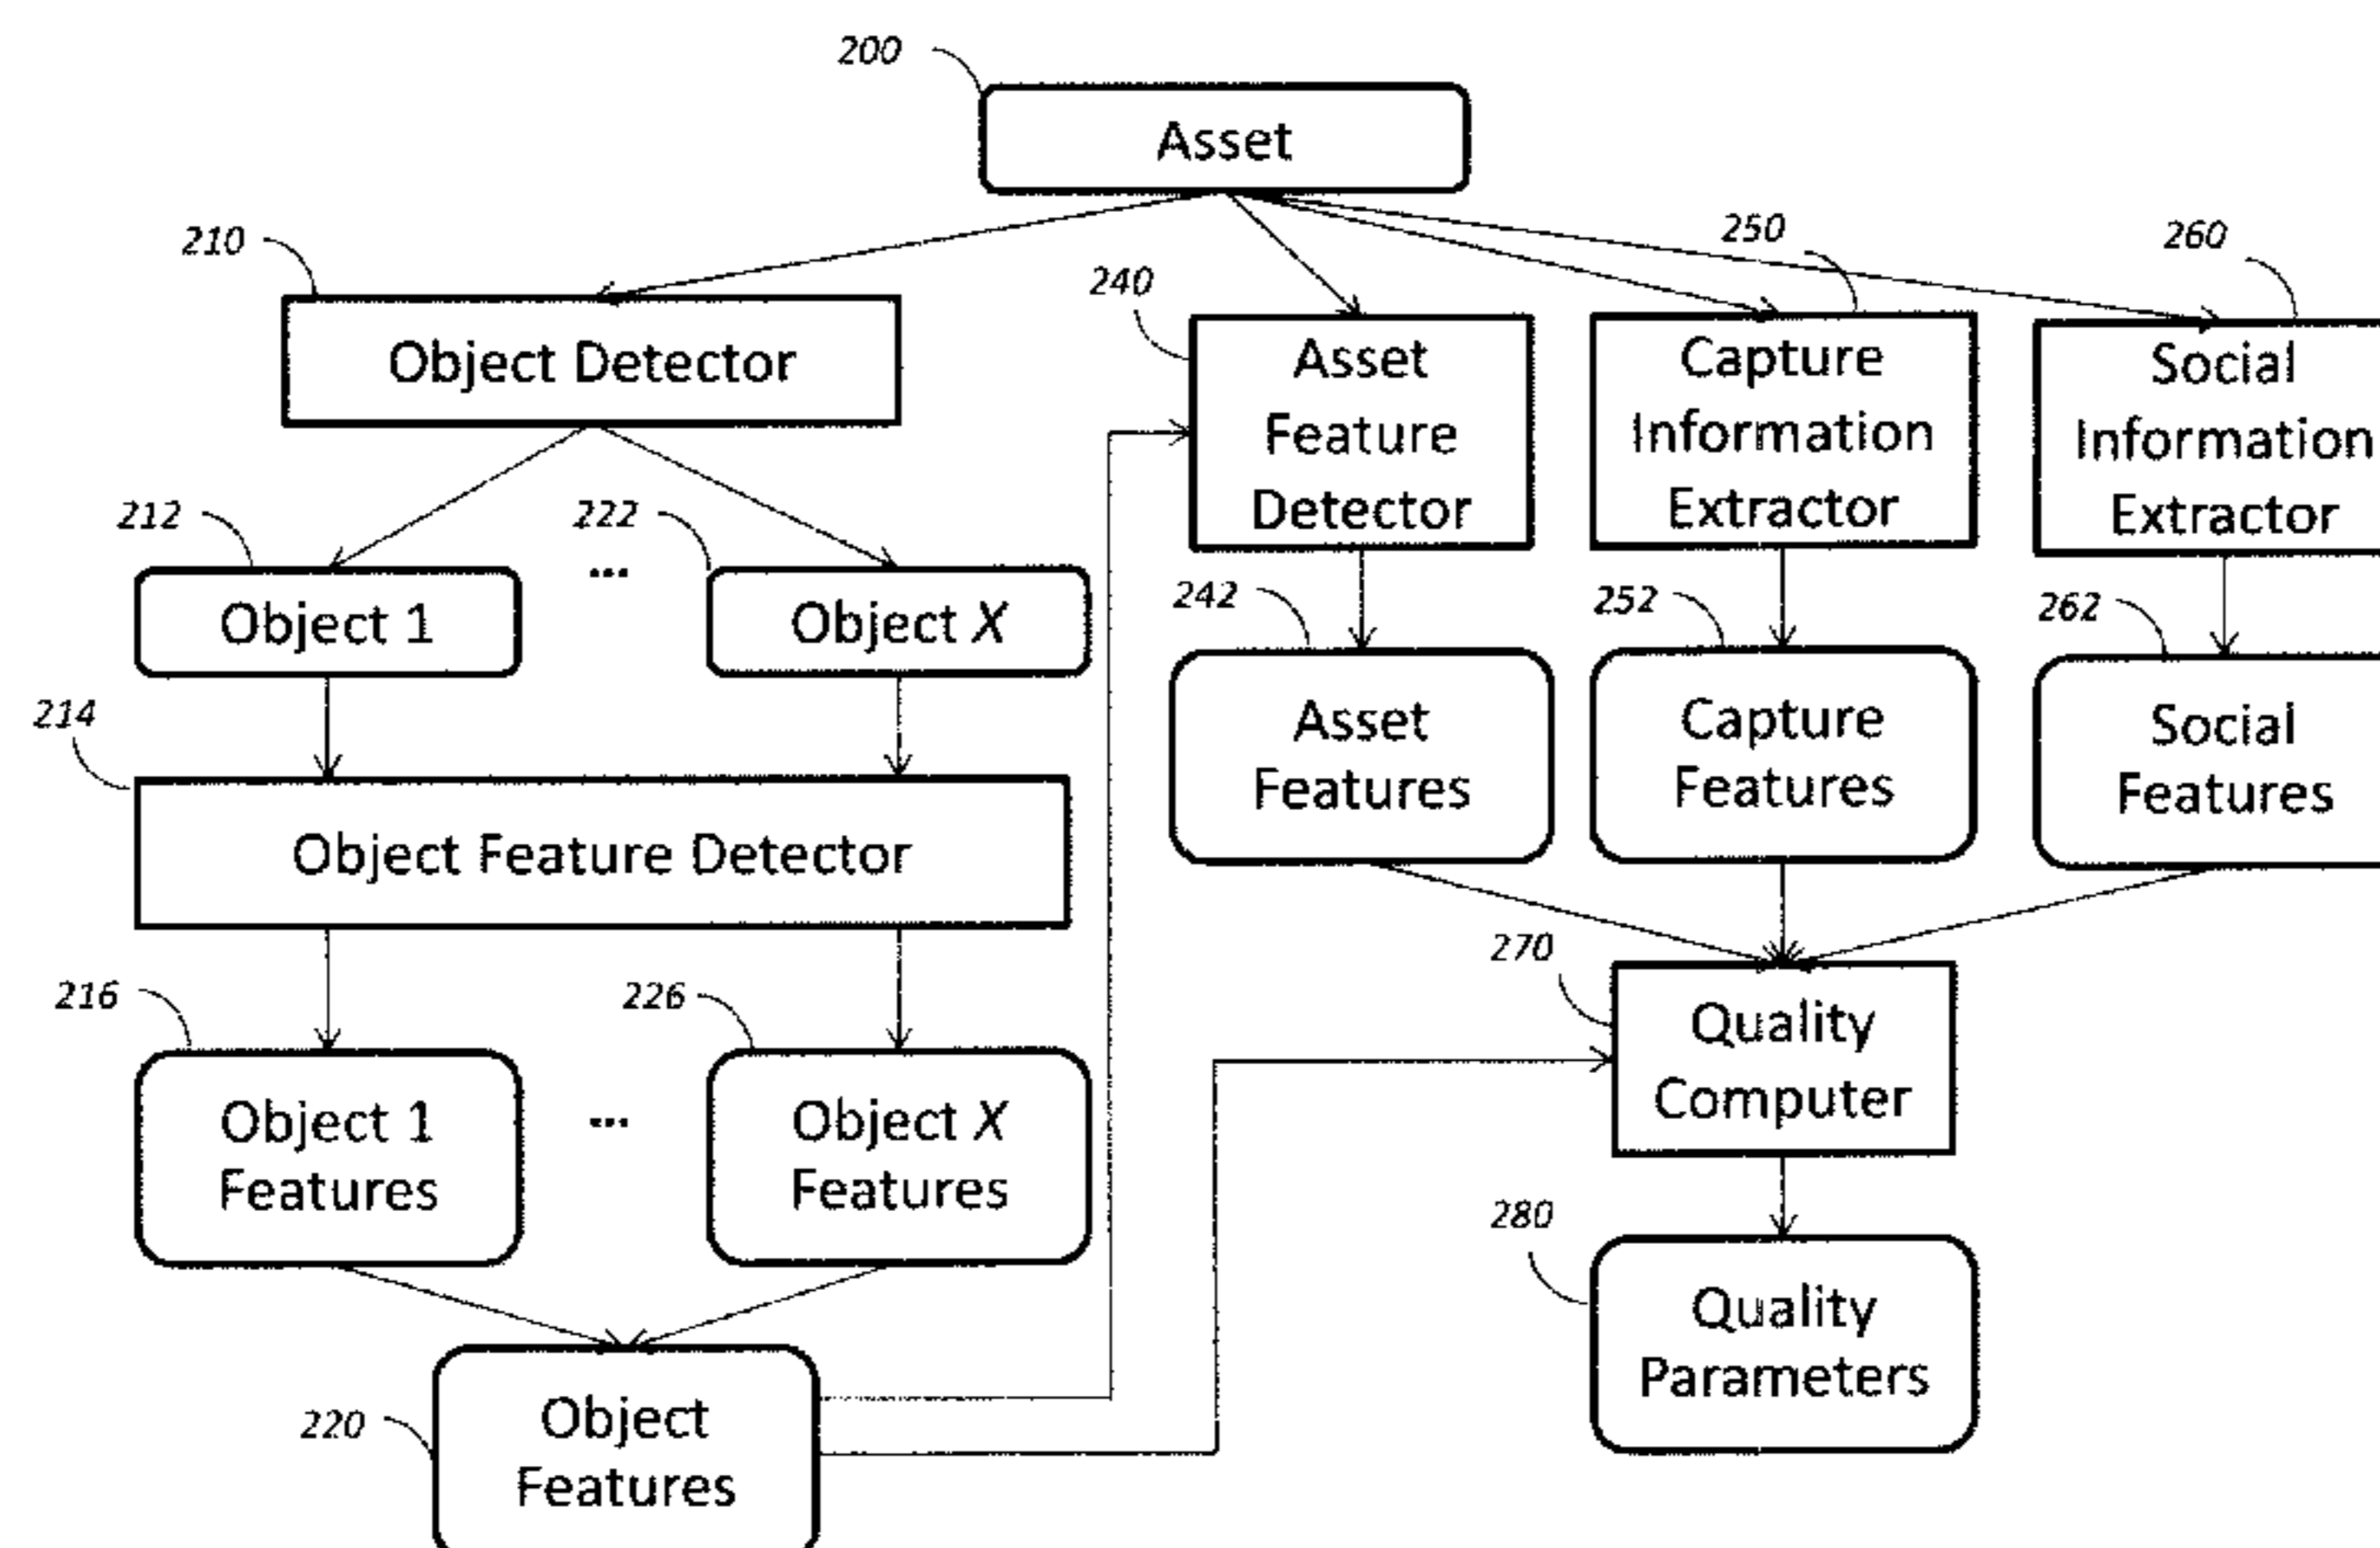 200
Asset
210
250
260
240
Object Detector
Asset
Feature
Detector
Capture
Information
Extractor
Social
Information
Extractor
212
222
...
Object 1
Object X
242
252
262
214
Asset
Features
Capture
Features
Social
Features
Object Feature Detector
216
226
270
Object 1
Features
...
Object X
Features
Quality
Computer
280
220
Object
Features
Quality
Parameters